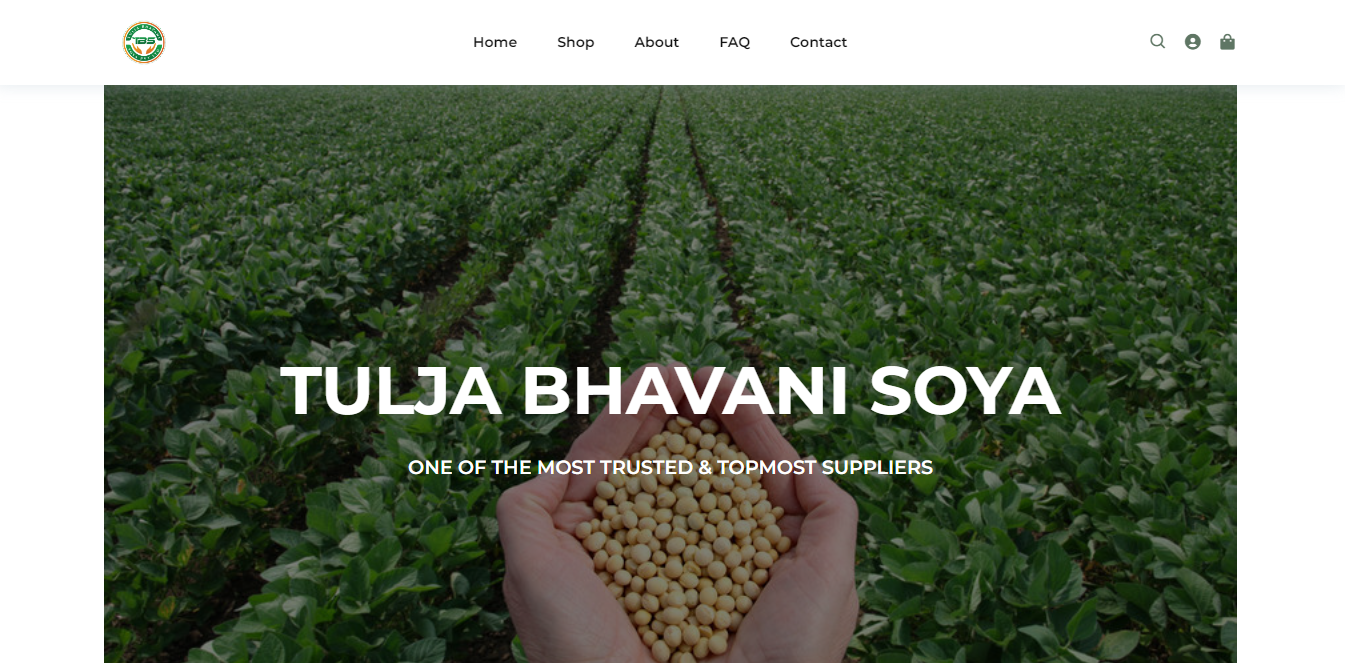 TBS
Home
Shop
About
FAQ
Contact
TULJA BHAVANI SOYA
ONE OF THE MOST TRUSTED & TOPMOST SUPPLIERS